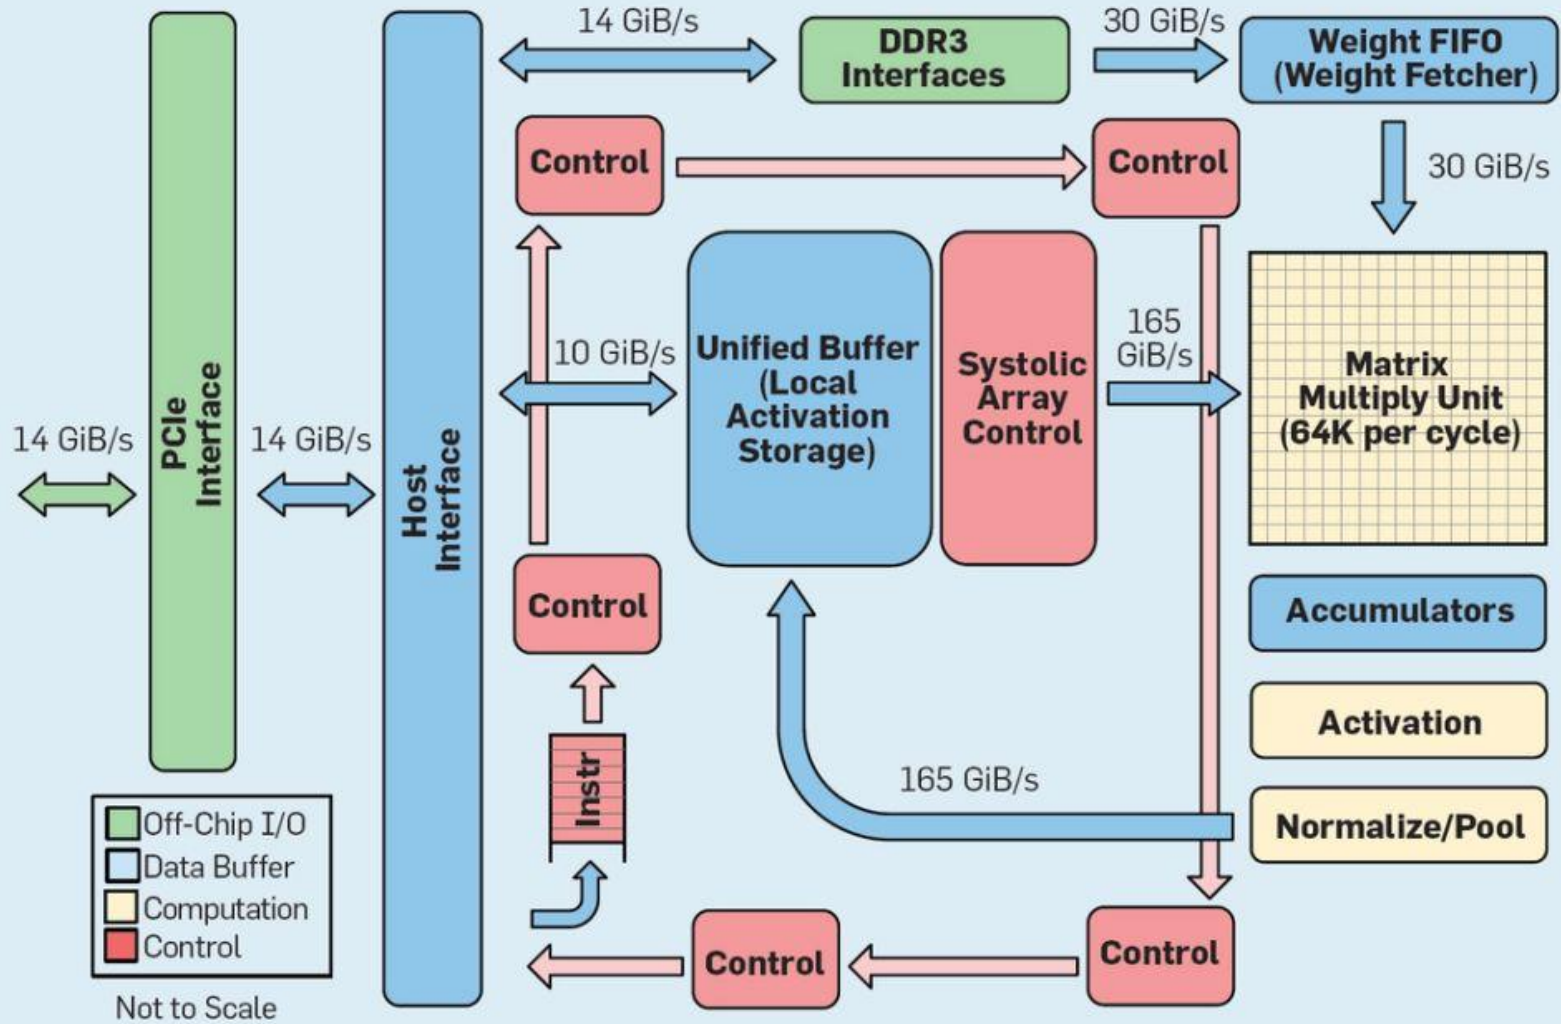 14 GiB/s
DDR3
Interfaces
30 GiB/s
Weight FIFO
(Weight Fetcher)
Control
Control
30 GiB/s
14 GiB/s
PCIe
Interface
14 GiB/s
Host
Interface
10 GiB/s
Unified Buffer
(Local
Activation
Storage)
Systolic
Array
Control
165
GiB/s
Matrix
Multiply Unit
(64K per cycle)
Control
Accumulators
Activation
Instr
165 GiB/s
Normalize/Pool
Off-Chip I/O
Data Buffer
Computation
Control
Not to Scale
Control
Control